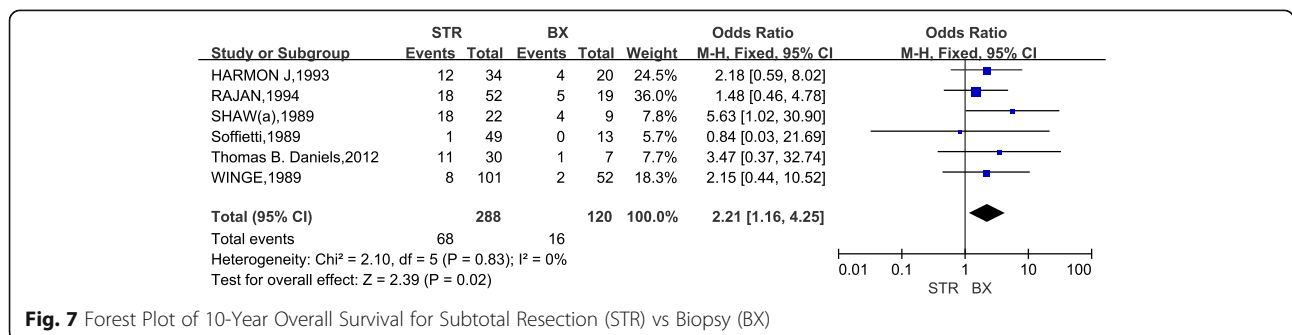 STR BX Odds Ratio Odds Ratio
Study or Subgroup Events Total Events Total Weight M-H, Fixed, 95% CI M-H, Fixed, 95% CI
HARMON J,1993 12 34 4 20 24.5% 2.18 [0.59, 8.02]
RAJAN,1994 18 52 5 19 36.0% 1.48 [0.46, 4.78]
SHAW(a),1989 18 22 4 9 7.8% 5.63 [1.02, 30.90]
Soffietti,1989 1 49 0 13 5.7% 0.84 [0.03, 21.69]
Thomas B. Daniels,2012 11 30 1 7 7.7% 3.47 [0.37, 32.74]
WINGE,1989 8 101 2 52 18.3% 2.15 [0.44, 10.52]
Total (95% CI) 288 120 100.0% 2.21 [1.16, 4.25]
Total events 68 16
Heterogeneity: Chi² = 2.10, df = 5 (P = 0.83); I² = 0%
Test for overall effect: Z = 2.39 (P = 0.02)
0.01 0.1 1 10 100
STR BX
Fig. 7 Forest Plot of 10-Year Overall Survival for Subtotal Resection (STR) vs Biopsy (BX)